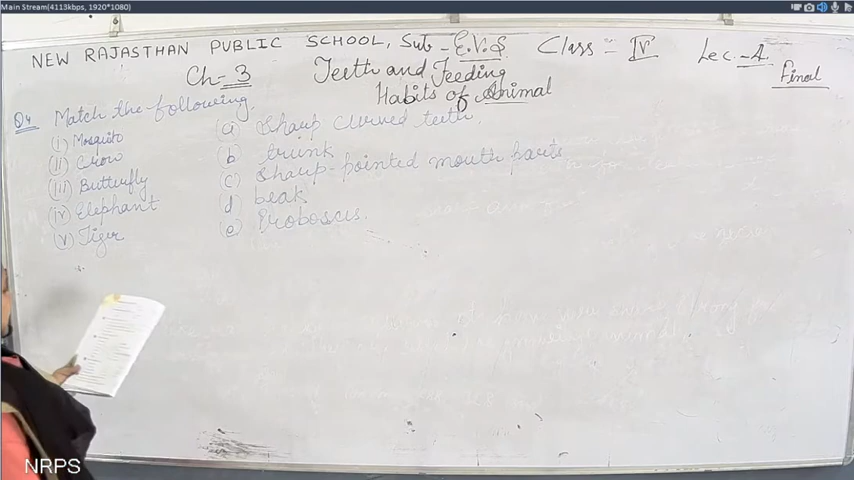 Main Stream(4113kbps, 1920*1080)
NEW RAJASTHAN PUBLIC SCHOOL, Sub - E.V.S Class = IV Lec. - 4
Ch - 3 Teeth and Feeding Final
Habits of Animal
Q4 Match the following.
(i) Mosquito (a) Sharp curved teeth.
(ii) Crow (b) trunk
(iii) Butterfly (c) Sharp-pointed mouth parts
(iv) Elephant (d) beak
(v) Tiger (e) Proboscis.
NRPS